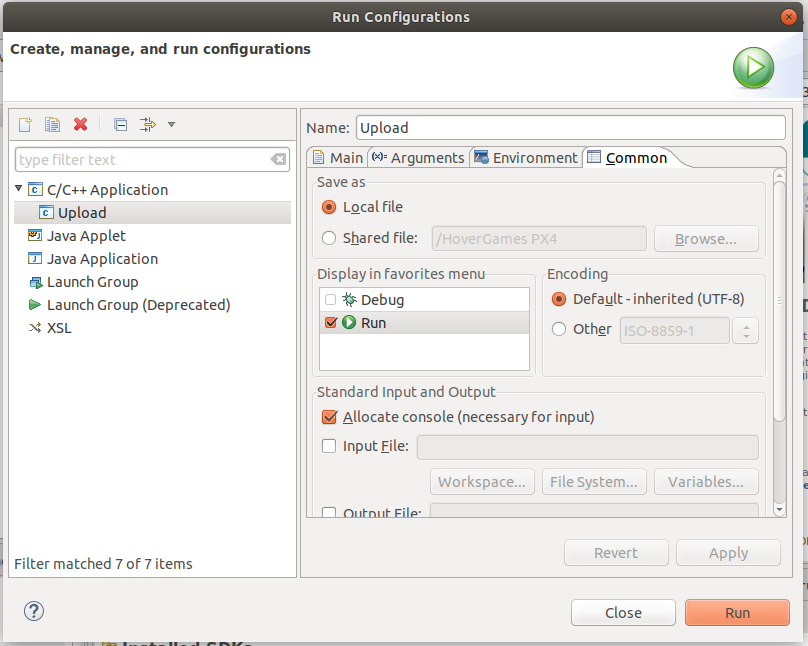 Run Configurations
Create, manage, and run configurations
type filter text
C/C++ Application
Upload
Java Applet
Java Application
Launch Group
Launch Group (Deprecated)
XSL
Filter matched 7 of 7 items
Name: Upload
Main (x)= Arguments Environment Common
Save as
Local file
Shared file: /HoverGames PX4 Browse...
Display in favorites menu
Debug
Run
Encoding
Default - inherited (UTF-8)
Other ISO-8859-1
Standard Input and Output
Allocate console (necessary for input)
Input File:
Workspace... File System... Variables...
Output File:
Revert Apply
? Close Run
Installed SDKs